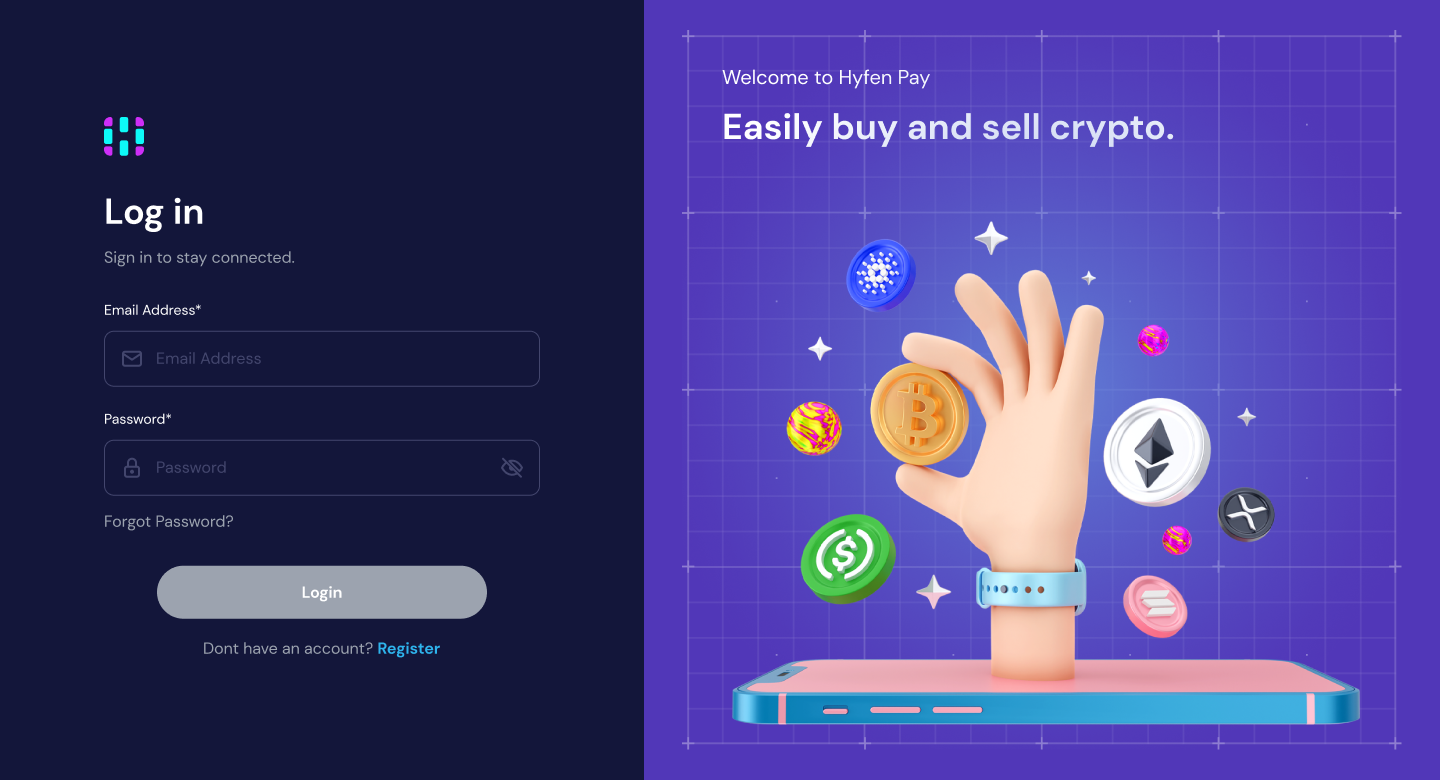 Log in
Sign in to stay connected.
Email Address*
Email Address
Password*
Password
Forgot Password?
Login
Dont have an account? Register
Welcome to Hyfen Pay
Easily buy and sell crypto.